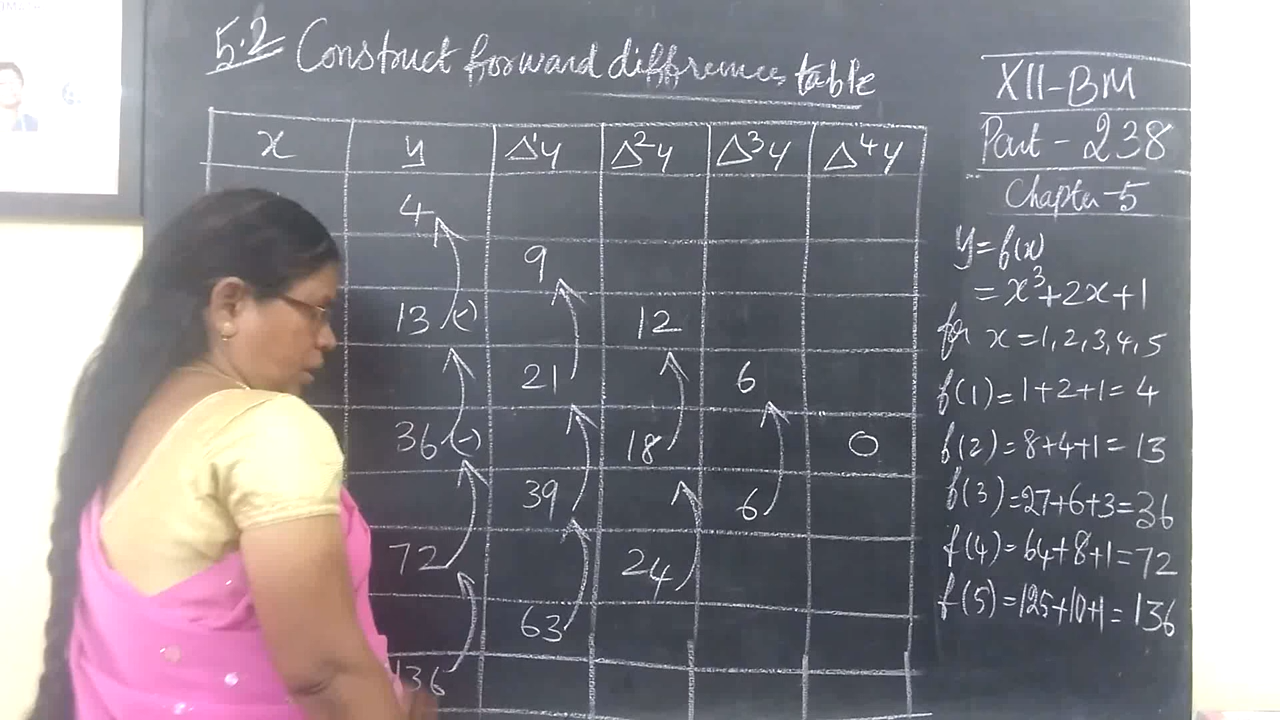 5.2 Construct forward difference table
x y Δ¹y Δ²y Δ³y Δ⁴y
4
9
13 (-) 12
21 6
36 (-) 18 0
39 6
72 24
63
136
XII-BM
Part - 238
Chapter-5
y = f(x)
= x³+2x+1
for x = 1,2,3,4,5
f(1) = 1+2+1 = 4
f(2) = 8+4+1 = 13
f(3) = 27+6+3 = 36
f(4) = 64+8+1 = 72
f(5) = 125+10+1 = 136